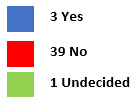 3 Yes
39 No
1 Undecided